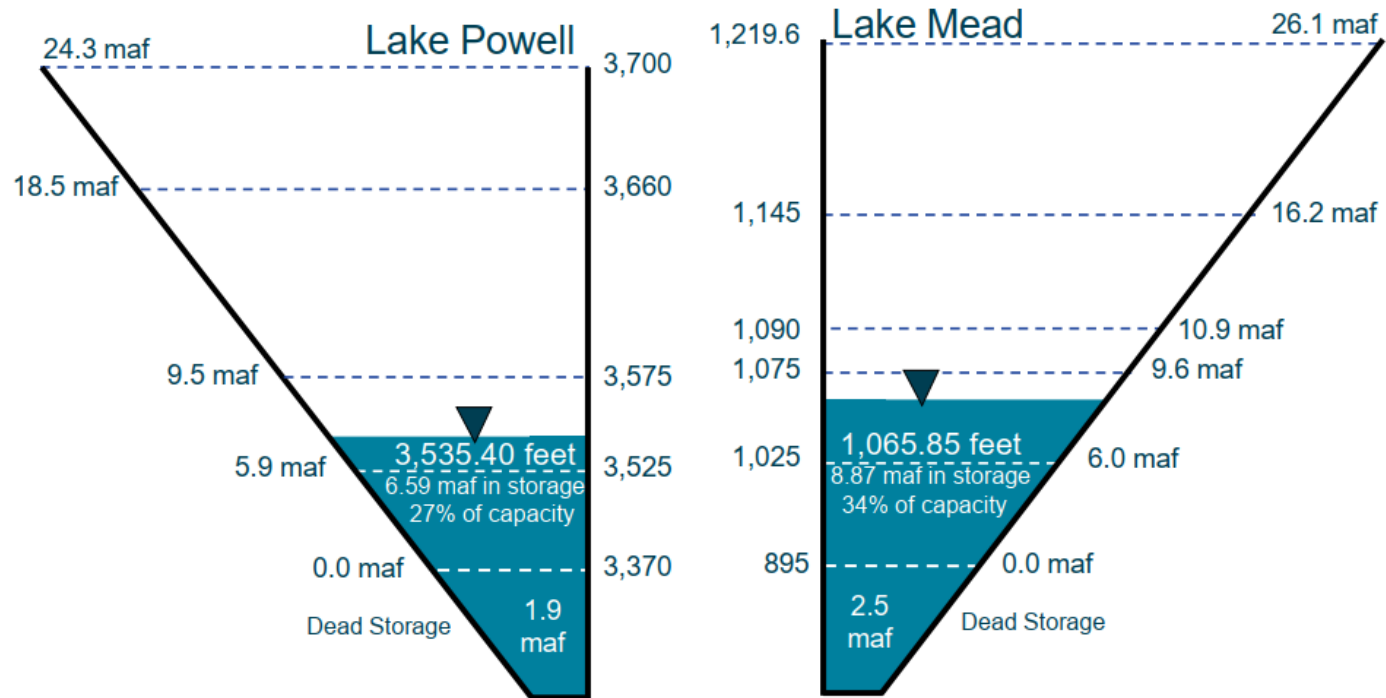 Lake Powell
24.3 maf
3,700
18.5 maf
3,660
9.5 maf
3,575
3,535.40 feet
5.9 maf
3,525
6.59 maf in storage
27% of capacity
0.0 maf
3,370
Dead Storage
1.9
maf
Lake Mead
1,219.6
26.1 maf
1,145
16.2 maf
1,090
10.9 maf
1,075
9.6 maf
1,065.85 feet
1,025
6.0 maf
8.87 maf in storage
34% of capacity
895
0.0 maf
2.5
maf
Dead Storage